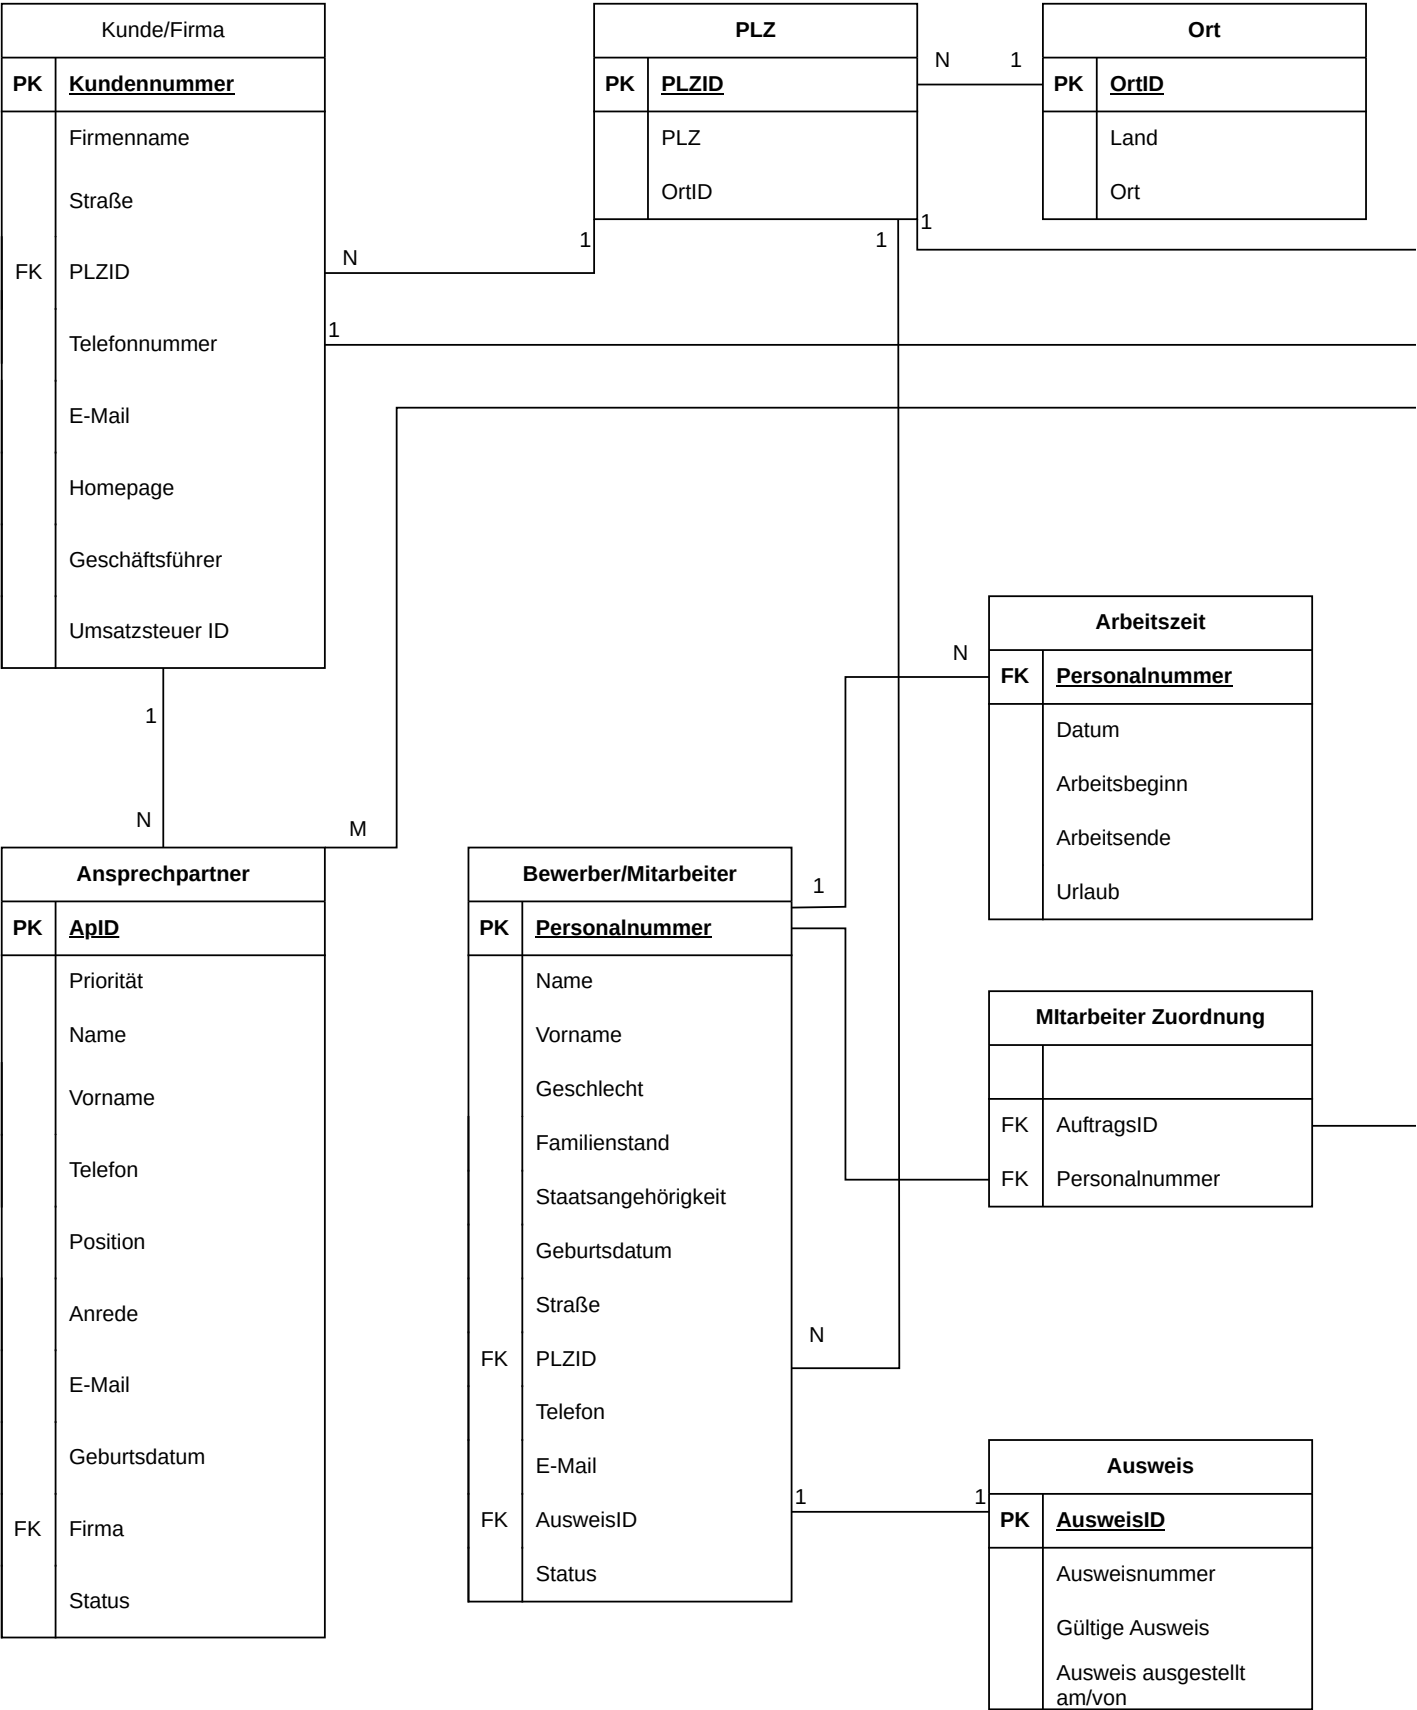 Kunde/Firma
PK Kundennummer
Firmenname
Straße
FK PLZID
Telefonnummer
E-Mail
Homepage
Geschäftsführer
Umsatzsteuer ID
PLZ
PK PLZID
PLZ
OrtID
N 1
Ort
PK OrtID
Land
Ort
N
1
1
1
1
1
N
M
Arbeitszeit
FK Personalnummer
Datum
Arbeitsbeginn
Arbeitsende
Urlaub
N
1
Ansprechpartner
PK ApID
Priorität
Name
Vorname
Telefon
Position
Anrede
E-Mail
Geburtsdatum
FK Firma
Status
Bewerber/Mitarbeiter
PK Personalnummer
Name
Vorname
Geschlecht
Familienstand
Staatsangehörigkeit
Geburtsdatum
Straße
FK PLZID
Telefon
E-Mail
FK AusweisID
Status
N
1 1
MItarbeiter Zuordnung
FK AuftragsID
FK Personalnummer
Ausweis
PK AusweisID
Ausweisnummer
Gültige Ausweis
Ausweis ausgestellt
am/von